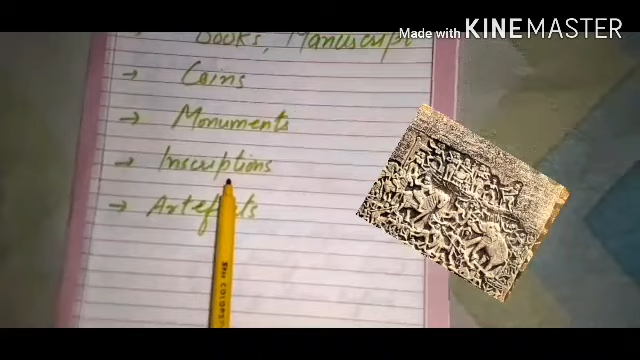 Made with KINEMASTER
Books, Manuscript
→ Coins
→ Monuments
→ Inscriptions
→ Artefacts